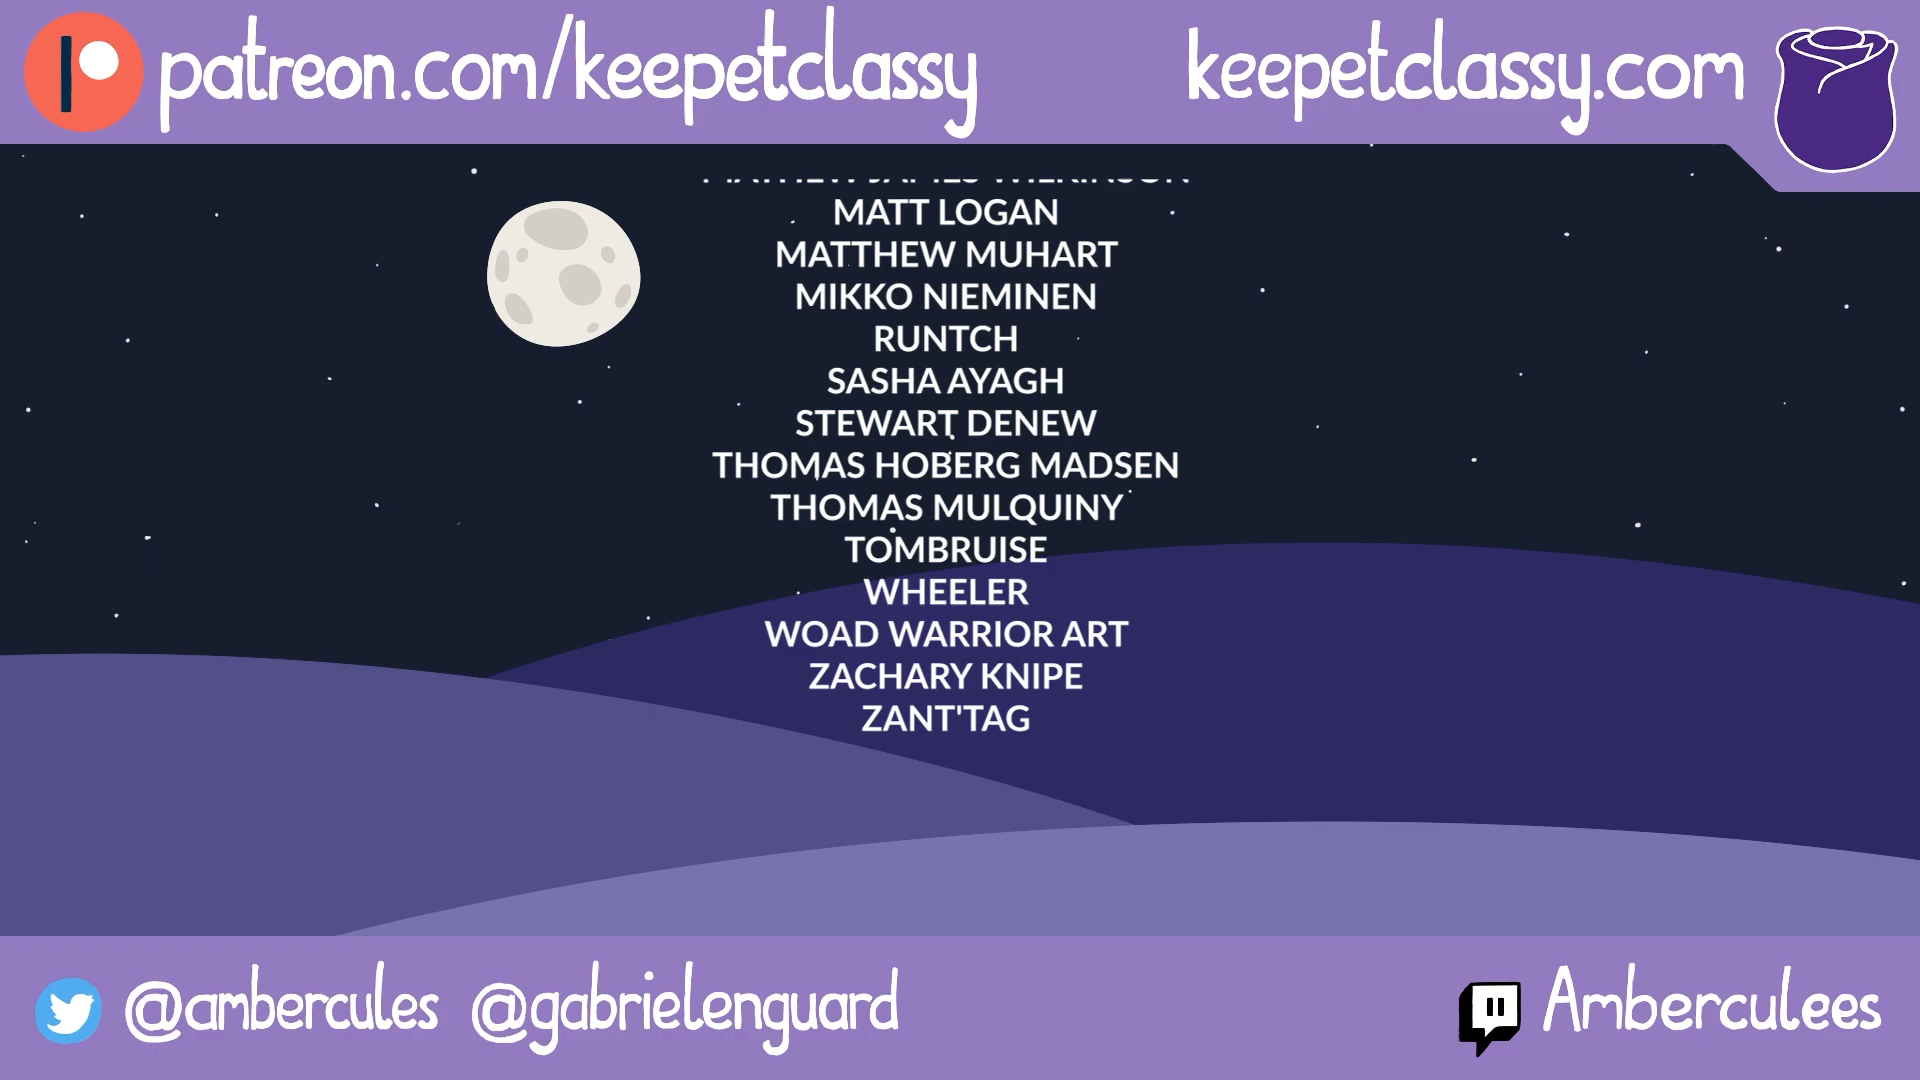 patreon.com/keepetclassy
keepetclassy.com
MATT LOGAN
MATTHEW MUHART
MIKKO NIEMINEN
RUNTCH
SASHA AYAGH
STEWART DENEW
THOMAS HOBERG MADSEN
THOMAS MULQUINY
TOMBRUISE
WHEELER
WOAD WARRIOR ART
ZACHARY KNIPE
ZANT'TAG
@ambercules @gabrielenguard
Amberculees